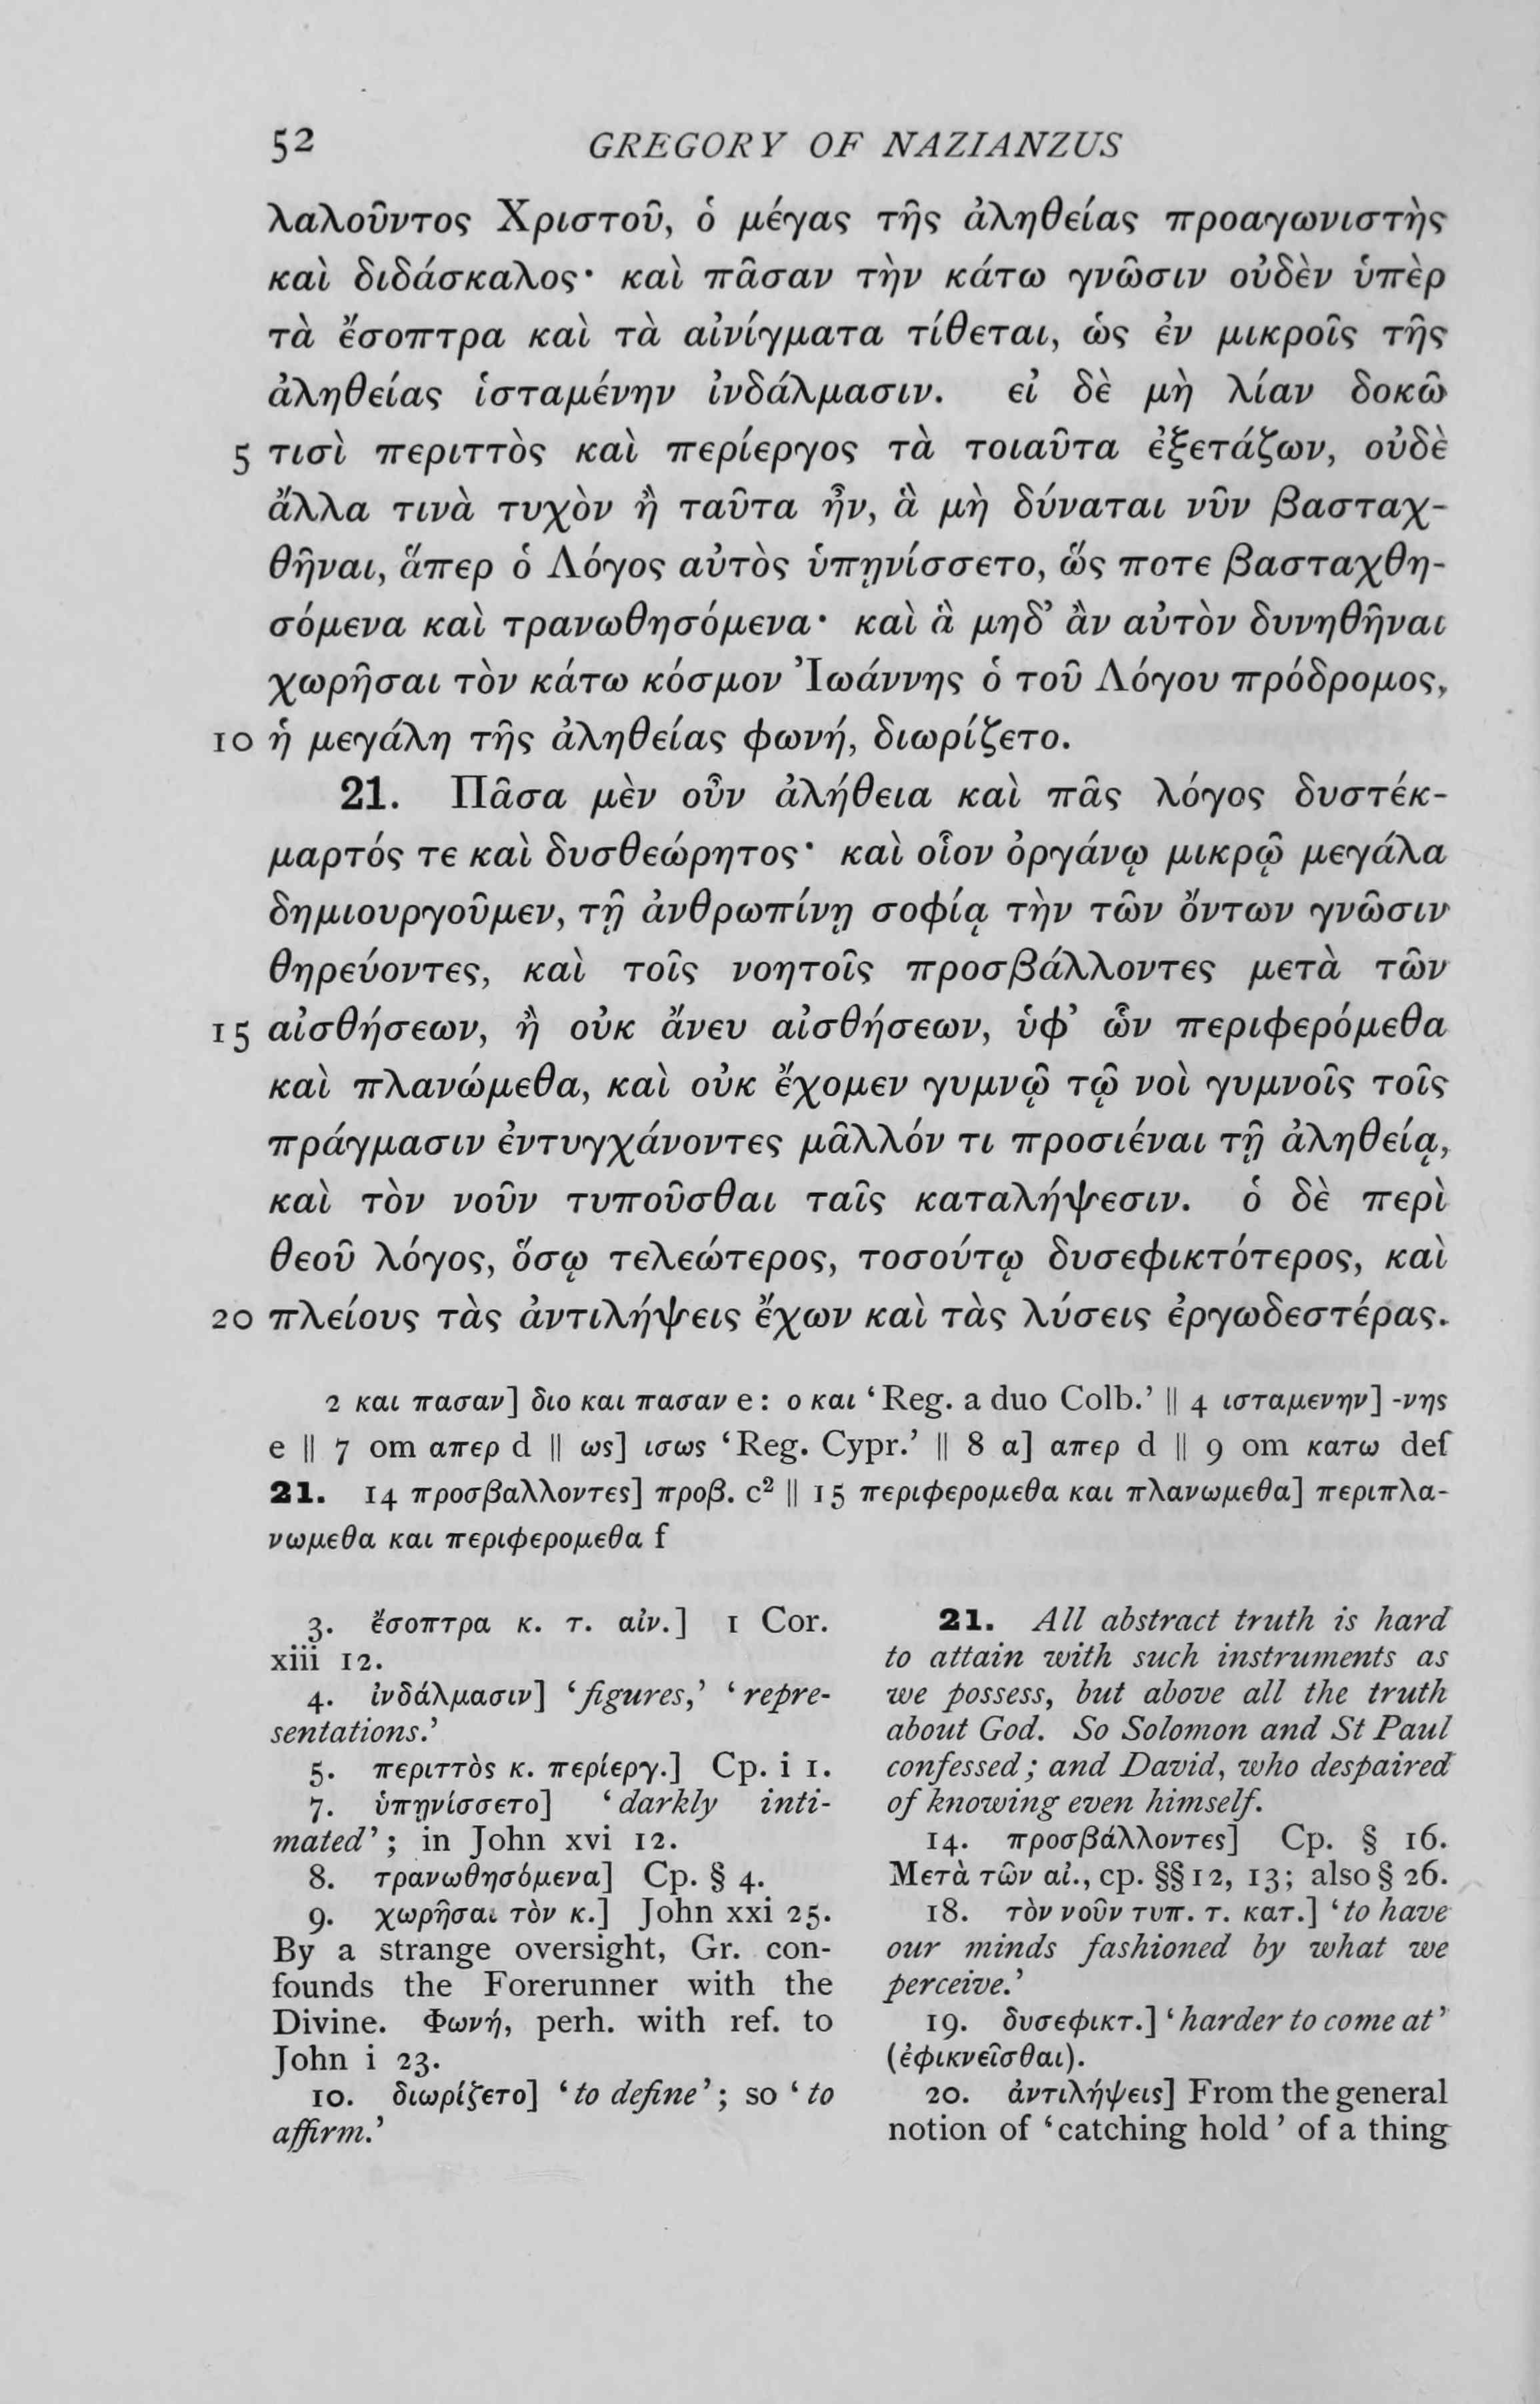 52 GREGORY OF NAZIANZUS
λαλοῦντος Χριστοῦ, ὁ μέγας τῆς ἀληθείας προαγωνιστὴς
καὶ διδάσκαλος· καὶ πᾶσαν τὴν κάτω γνῶσιν οὐδὲν ὑπὲρ
τὰ ἔσοπτρα καὶ τὰ αἰνίγματα τίθεται, ὡς ἐν μικροῖς τῆς
ἀληθείας ἱσταμένην ἰνδάλμασιν. εἰ δὲ μὴ λίαν δοκῶ
5 τισὶ περιττὸς καὶ περίεργος τὰ τοιαῦτα ἐξετάζων, οὐδὲ
ἄλλα τινὰ τυχὸν ἢ ταῦτα ἦν, ἃ μὴ δύναται νῦν βασταχ-
θῆναι, ἅπερ ὁ Λόγος αὐτὸς ὑπῃνίσσετο, ὥς ποτε βασταχθη-
σόμενα καὶ τρανωθησόμενα· καὶ ἃ μηδ’ ἂν αὐτὸν δυνηθῆναι
χωρῆσαι τὸν κάτω κόσμον Ἰωάννης ὁ τοῦ Λόγου πρόδρομος,
10 ἡ μεγάλη τῆς ἀληθείας φωνή, διωρίζετο.
21. Πᾶσα μὲν οὖν ἀλήθεια καὶ πᾶς λόγος δυστέκ-
μαρτός τε καὶ δυσθεώρητος· καὶ οἷον ὀργάνῳ μικρῷ μεγάλα
δημιουργοῦμεν, τῇ ἀνθρωπίνῃ σοφίᾳ τὴν τῶν ὄντων γνῶσιν
θηρεύοντες, καὶ τοῖς νοητοῖς προσβάλλοντες μετὰ τῶν
15 αἰσθήσεων, ἢ οὐκ ἄνευ αἰσθήσεων, ὑφ’ ὧν περιφερόμεθα
καὶ πλανώμεθα, καὶ οὐκ ἔχομεν γυμνῷ τῷ νοῒ γυμνοῖς τοῖς
πράγμασιν ἐντυγχάνοντες μᾶλλόν τι προσιέναι τῇ ἀληθείᾳ,
καὶ τὸν νοῦν τυποῦσθαι ταῖς καταλήψεσιν. ὁ δὲ περὶ
θεοῦ λόγος, ὅσῳ τελεώτερος, τοσούτῳ δυσεφικτότερος, καὶ
20 πλείους τὰς ἀντιλήψεις ἔχων καὶ τὰς λύσεις ἐργωδεστέρας.
2 και πασαν] διο και πασαν e : ο και ‘Reg. a duo Colb.’ || 4 ισταμενην] -νης
e || 7 om απερ d || ως] ισως ‘Reg. Cypr.’ || 8 α] απερ d || 9 om κατω def
21. 14 προσβαλλοντες] προβ. c² || 15 περιφερομεθα και πλανωμεθα] περιπλα-
νωμεθα και περιφερομεθα f
3. ἔσοπτρα κ. τ. αἰν.] 1 Cor.
xiii 12.
4. ἰνδάλμασιν] ‘figures,’ ‘repre-
sentations.’
5. περιττὸς κ. περίεργ.] Cp. i 1.
7. ὑπῃνίσσετο] ‘darkly inti-
mated’; in John xvi 12.
8. τρανωθησόμενα] Cp. § 4.
9. χωρῆσαι τὸν κ.] John xxi 25.
By a strange oversight, Gr. con-
founds the Forerunner with the
Divine. Φωνή, perh. with ref. to
John i 23.
10. διωρίζετο] ‘to define’; so ‘to
affirm.’
21. All abstract truth is hard
to attain with such instruments as
we possess, but above all the truth
about God. So Solomon and St Paul
confessed; and David, who despaired
of knowing even himself.
14. προσβάλλοντες] Cp. § 16.
Μετὰ τῶν αἰ., cp. §§ 12, 13; also § 26.
18. τὸν νοῦν τυπ. τ. κατ.] ‘to have
our minds fashioned by what we
perceive.’
19. δυσεφικτ.] ‘harder to come at’
(ἐφικνεῖσθαι).
20. ἀντιλήψεις] From the general
notion of ‘catching hold’ of a thing